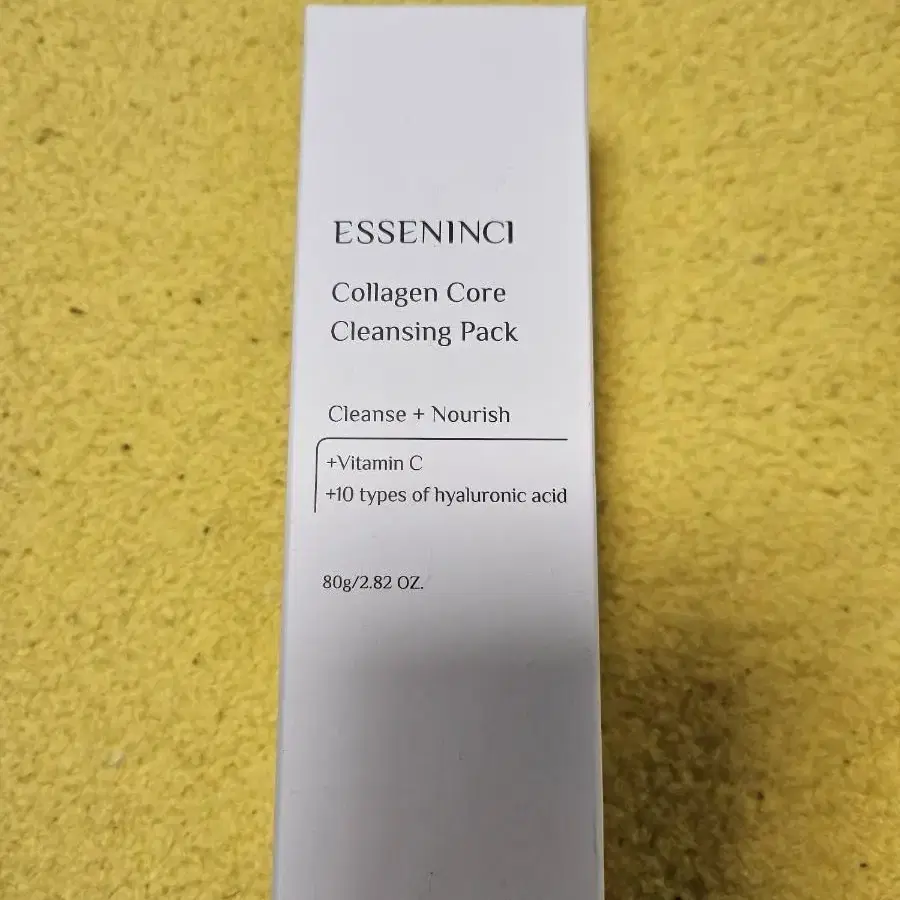 ESSENINCI
Collagen Core
Cleansing Pack
Cleanse + Nourish
+Vitamin C
+10 types of hyaluronic acid
80g/2.82 OZ.